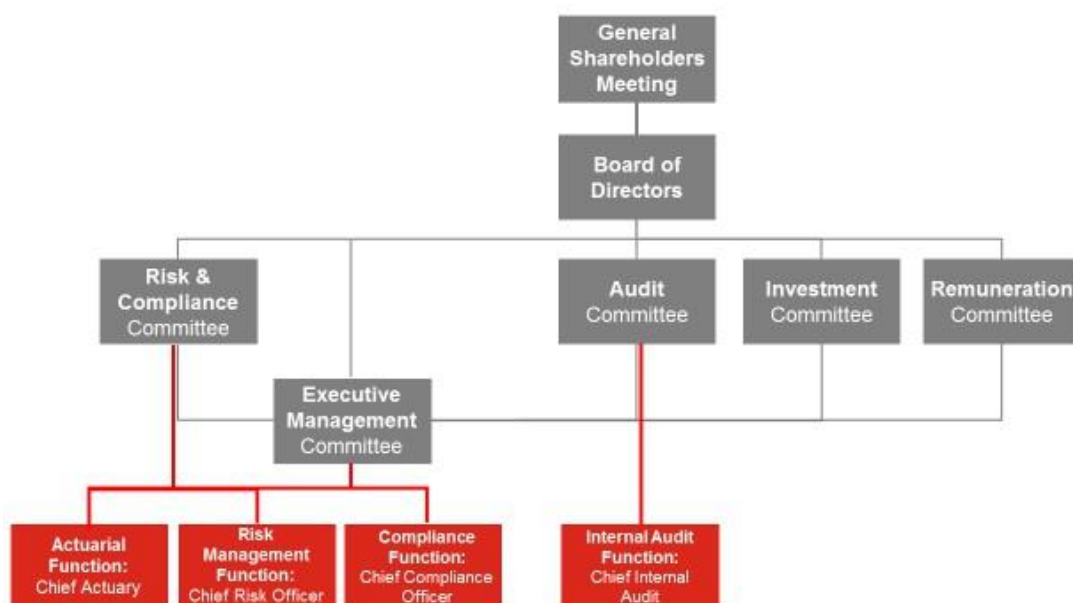 General
Shareholders
Meeting
Board of
Directors
Risk &
Compliance
Committee
Audit
Committee
Investment
Committee
Remuneration
Committee
Executive
Management
Committee
Actuarial
Function:
Chief Actuary
Risk
Management
Function:
Chief Risk Officer
Compliance
Function:
Chief Compliance
Officer
Internal Audit
Function:
Chief Internal
Audit